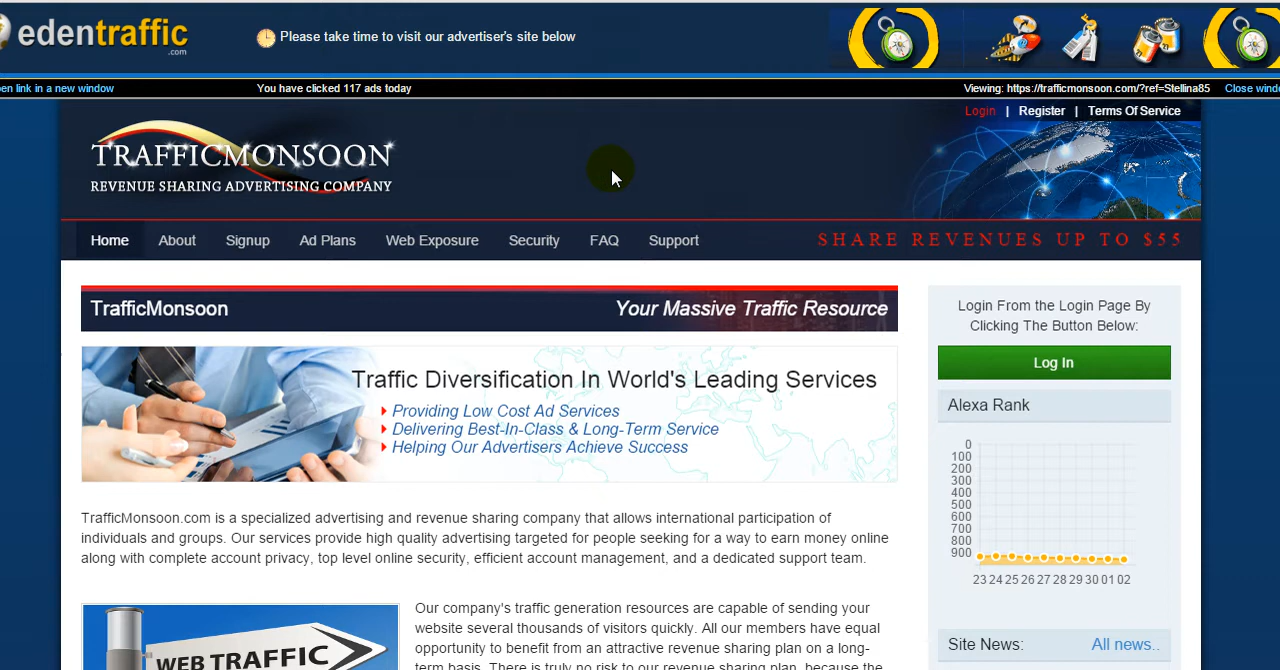 edentraffic
.com
Please take time to visit our advertiser's site below
en link in a new window
You have clicked 117 ads today
Viewing: https://trafficmonsoon.com/?ref=Stellina85
Close windo
Login | Register | Terms Of Service
TRAFFICMONSOON
REVENUE SHARING ADVERTISING COMPANY
Home About Signup Ad Plans Web Exposure Security FAQ Support
SHARE REVENUES UP TO $55
TrafficMonsoon
Your Massive Traffic Resource
Traffic Diversification In World's Leading Services
Providing Low Cost Ad Services
Delivering Best-In-Class & Long-Term Service
Helping Our Advertisers Achieve Success
TrafficMonsoon.com is a specialized advertising and revenue sharing company that allows international participation of
individuals and groups. Our services provide high quality advertising targeted for people seeking for a way to earn money online
along with complete account privacy, top level online security, efficient account management, and a dedicated support team.
WEB TRAFFIC
Our company's traffic generation resources are capable of sending your
website several thousands of visitors quickly. All our members have equal
opportunity to benefit from an attractive revenue sharing plan on a long-
term basis. There is truly no risk to our revenue sharing plan, because the
Login From the Login Page By
Clicking The Button Below:
Log In
Alexa Rank
0
100
200
300
400
500
600
700
800
900
23 24 25 26 27 28 29 30 01 02
Site News:
All news..